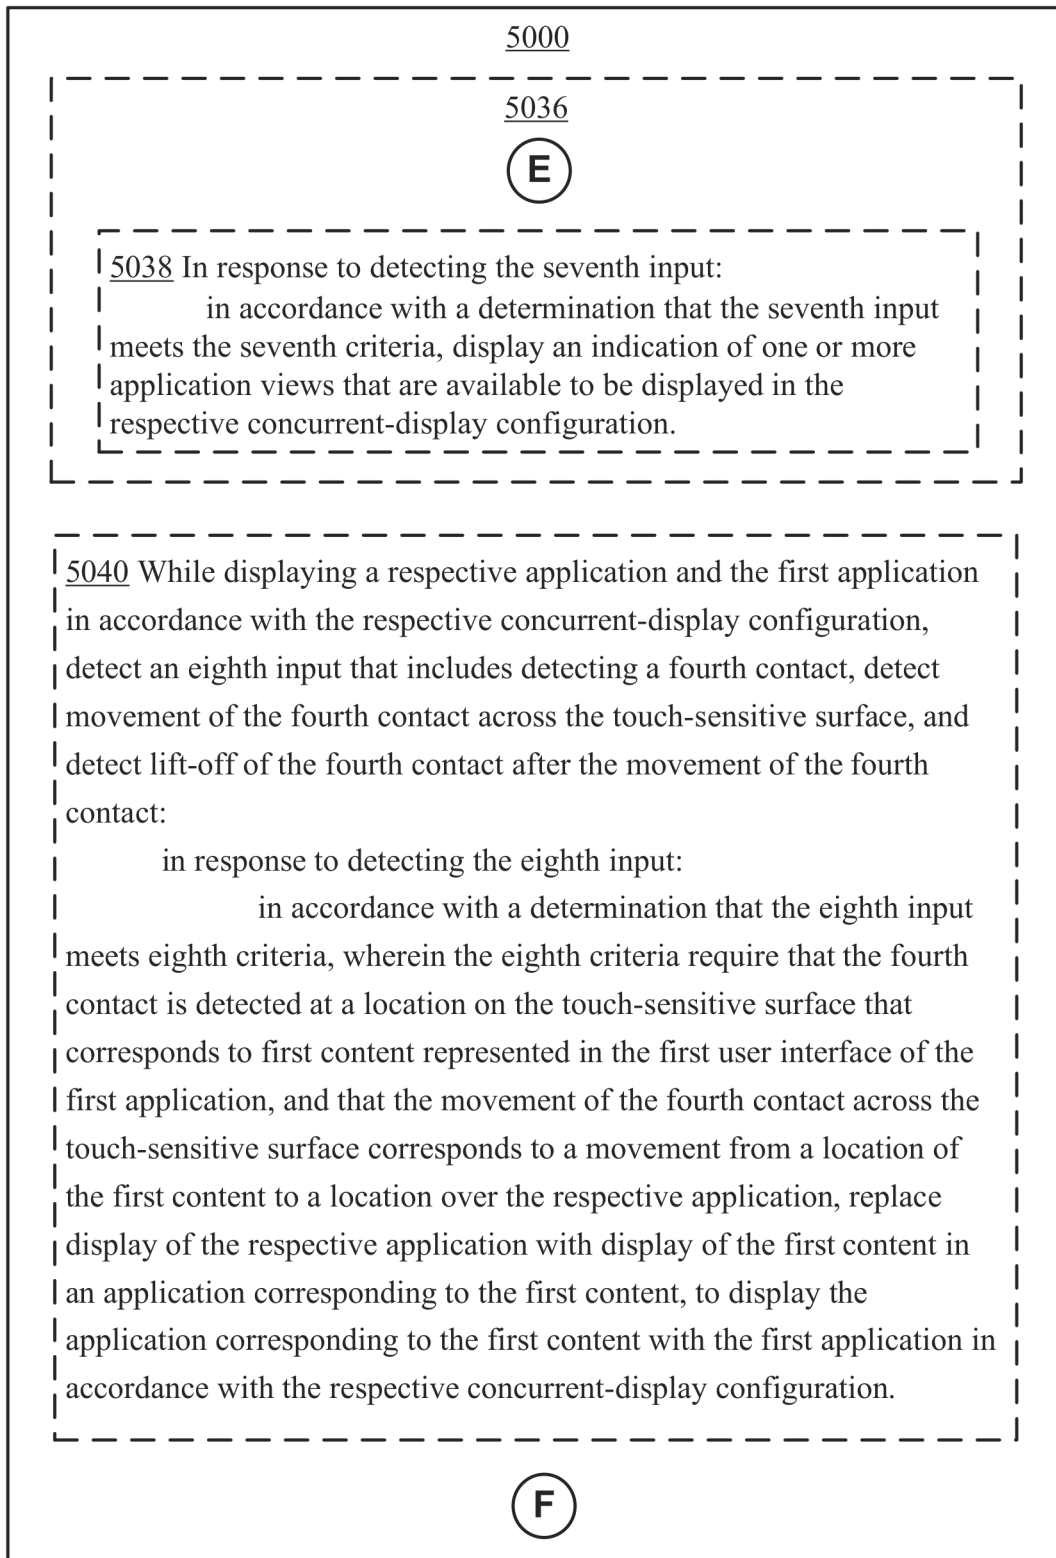 5000
5036
E
5038 In response to detecting the seventh input:
in accordance with a determination that the seventh input
meets the seventh criteria, display an indication of one or more
application views that are available to be displayed in the
respective concurrent-display configuration.
5040 While displaying a respective application and the first application
in accordance with the respective concurrent-display configuration,
detect an eighth input that includes detecting a fourth contact, detect
movement of the fourth contact across the touch-sensitive surface, and
detect lift-off of the fourth contact after the movement of the fourth
contact:
in response to detecting the eighth input:
in accordance with a determination that the eighth input
meets eighth criteria, wherein the eighth criteria require that the fourth
contact is detected at a location on the touch-sensitive surface that
corresponds to first content represented in the first user interface of the
first application, and that the movement of the fourth contact across the
touch-sensitive surface corresponds to a movement from a location of
the first content to a location over the respective application, replace
display of the respective application with display of the first content in
an application corresponding to the first content, to display the
application corresponding to the first content with the first application in
accordance with the respective concurrent-display configuration.
F